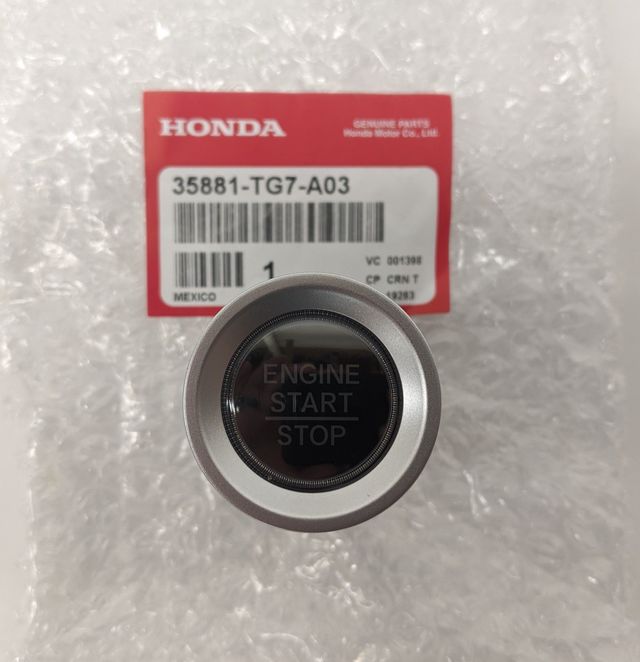 HONDA
GENUINE PARTS
Honda Motor Co., Ltd.
35881-TG7-A03
1
VC 001398
CP CRN T
19283
MEXICO
ENGINE
START
STOP